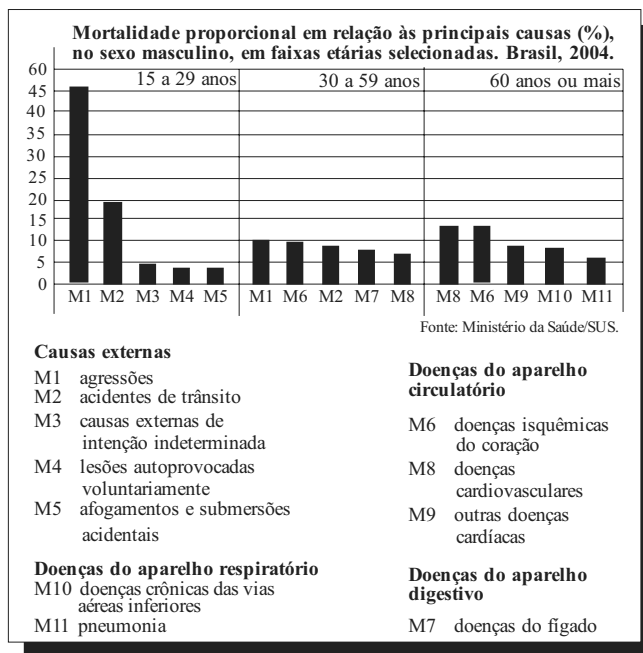 Mortalidade proporcional em relação às principais causas (%),
no sexo masculino, em faixas etárias selecionadas. Brasil, 2004.
60
45
40
35
30
25
20
15
10
5
0
15 a 29 anos
30 a 59 anos
60 anos ou mais
M1 M2 M3 M4 M5 M1 M6 M2 M7 M8 M8 M6 M9 M10 M11
Fonte: Ministério da Saúde/SUS.
Causas externas
M1 agressões
M2 acidentes de trânsito
M3 causas externas de
intenção indeterminada
M4 lesões autoprovocadas
voluntariamente
M5 afogamentos e submersões
acidentais
Doenças do aparelho respiratório
M10 doenças crônicas das vias
aéreas inferiores
M11 pneumonia
Doenças do aparelho
circulatório
M6 doenças isquêmicas
do coração
M8 doenças
cardiovasculares
M9 outras doenças
cardíacas
Doenças do aparelho
digestivo
M7 doenças do fígado